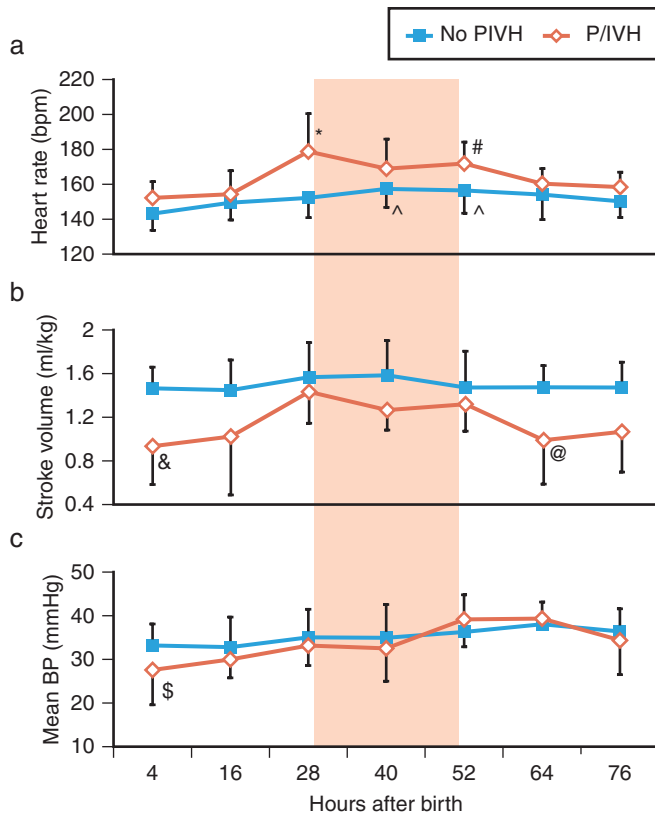 No PIVH P/IVH
a
220
200
180
160
140
120
Heart rate (bpm)
*
#
^ ^
b
2
1.6
1.2
0.8
0.4
Stroke volume (ml/kg)
&
@
c
50
40
30
20
10
Mean BP (mmHg)
$
4 16 28 40 52 64 76
Hours after birth